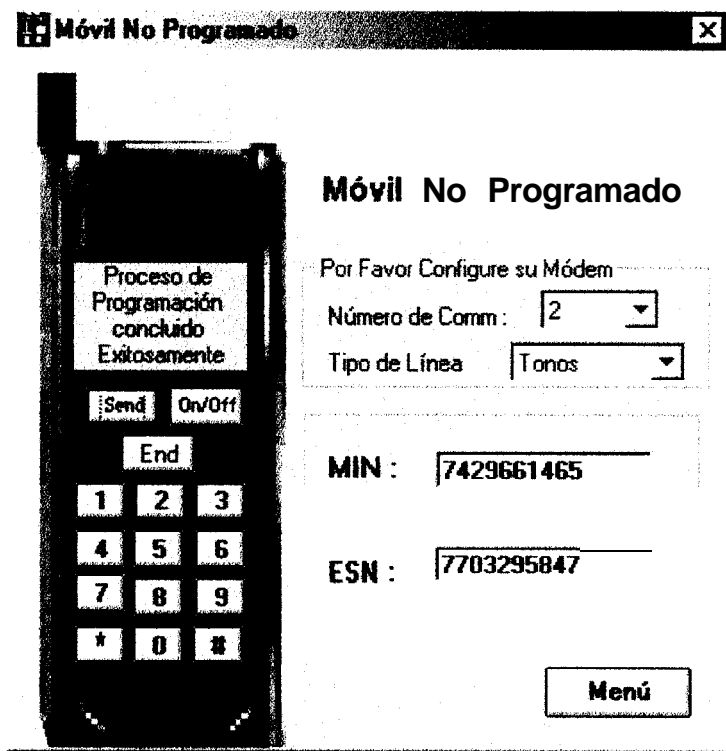 Móvil No Programado
Móvil No Programado
Proceso de
Programación
concluido
Exitosamente
Send On/Off
End
1 2 3
4 5 6
7 8 9
* 0 #
Por Favor Configure su Módem
Número de Comm : 2
Tipo de Línea Tonos
MIN : 7429661465
ESN : 7703295847
Menú